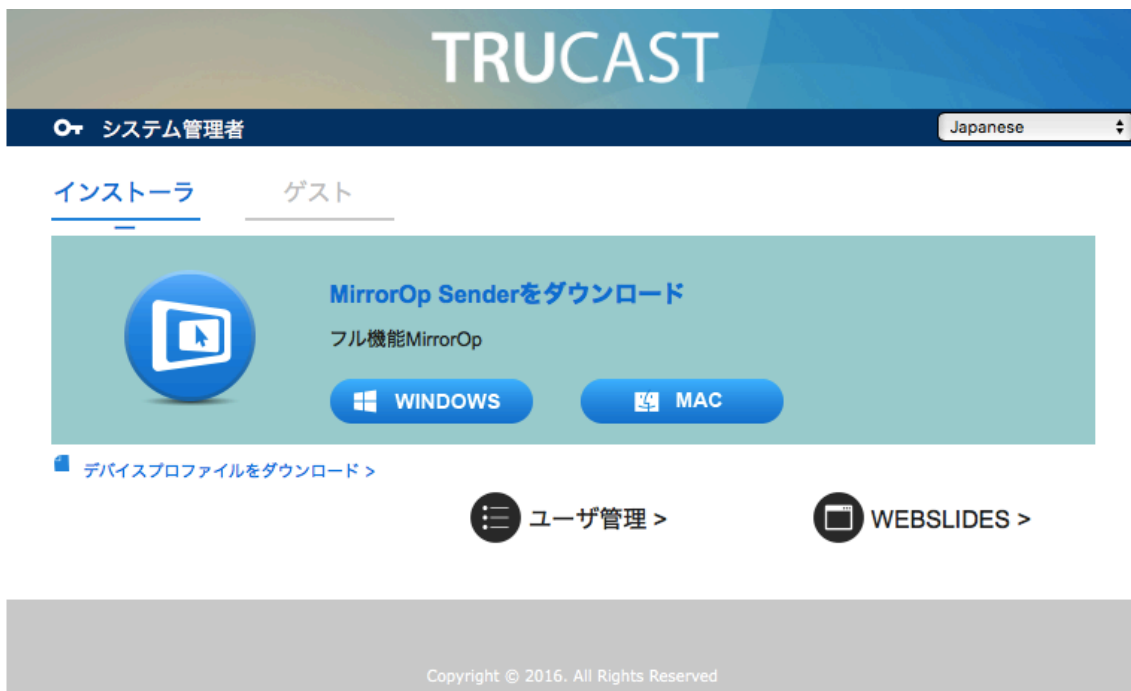 TRUCAST
システム管理者
Japanese
インストーラ
ゲスト
MirrorOp Senderをダウンロード
フル機能MirrorOp
WINDOWS
MAC
デバイスプロファイルをダウンロード >
ユーザ管理 >
WEBSLIDES >
Copyright © 2016. All Rights Reserved